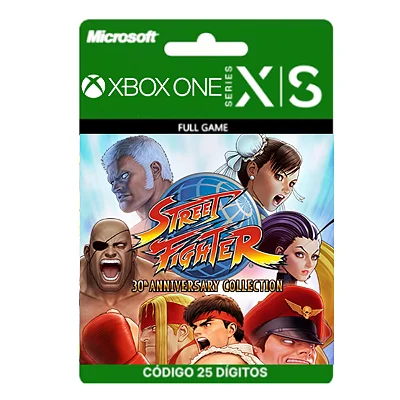 Microsoft
XBOX ONE
SERIES X|S
FULL GAME
STREET
FIGHTER
30th ANNIVERSARY COLLECTION
CÓDIGO 25 DÍGITOS